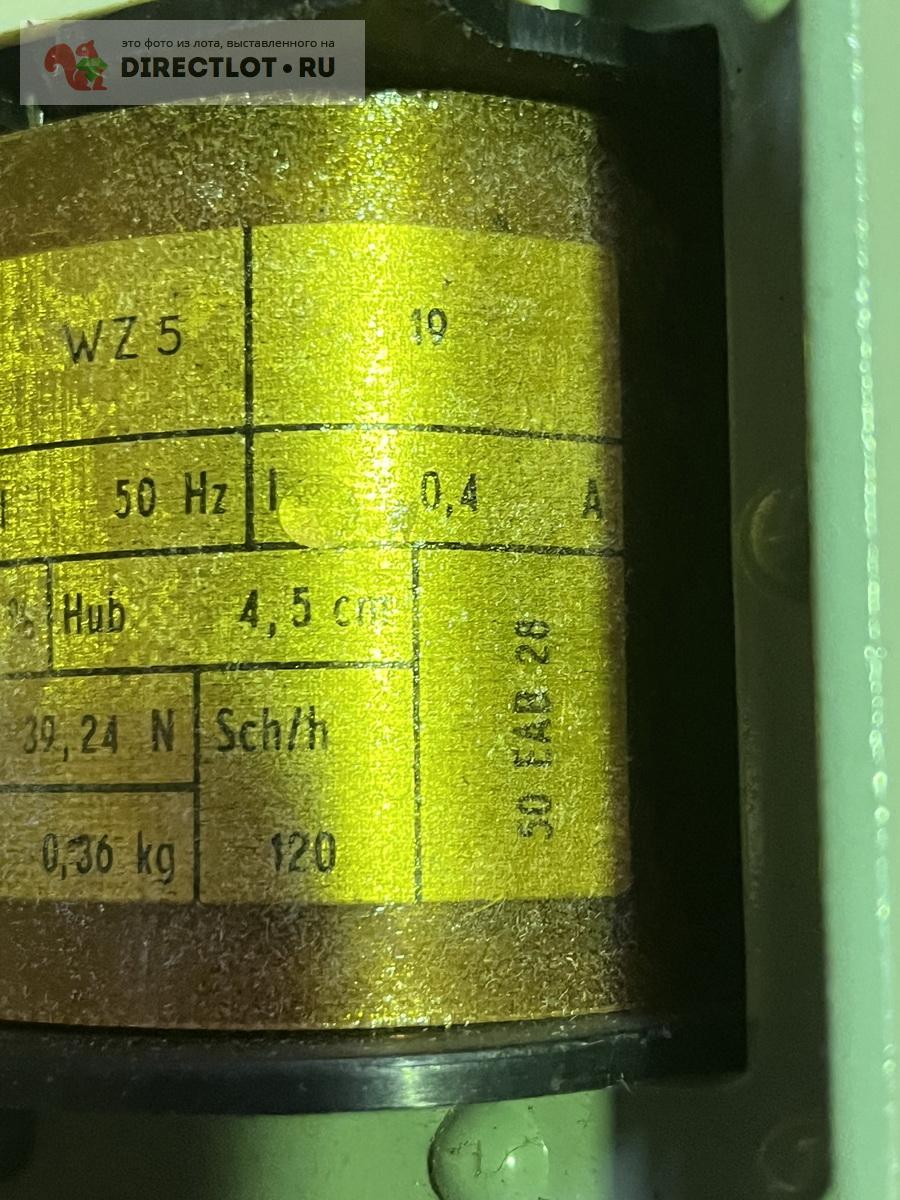 это фото из лота, выставленного на
DIRECTLOT•RU
WZ 5
19
50 Hz
I 0,4 A
% Hub 4,5 cm
39,24 N
Sch/h
0,36 kg
120
50 EAB 28